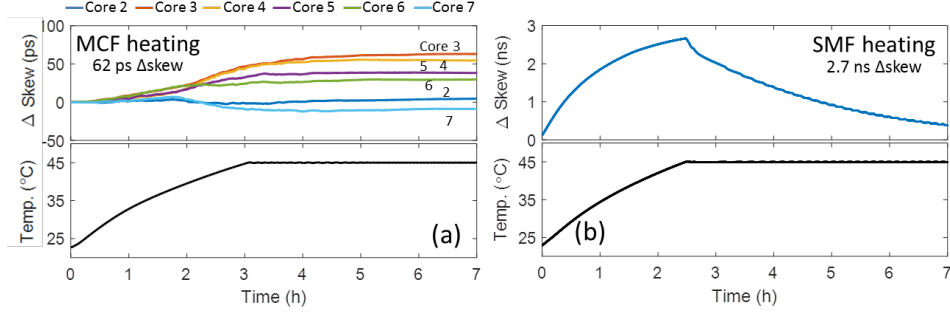 Core 2 Core 3 Core 4 Core 5 Core 6 Core 7
100
50
0
-50
Δ Skew (ps)
MCF heating
62 ps Δskew
Core 3
5 4
6
2
7
45
35
25
Temp. (°C)
(a)
0 1 2 3 4 5 6 7
Time (h)
3
2
1
0
Δ Skew (ns)
SMF heating
2.7 ns Δskew
45
35
25
Temp. (°C)
(b)
0 1 2 3 4 5 6 7
Time (h)